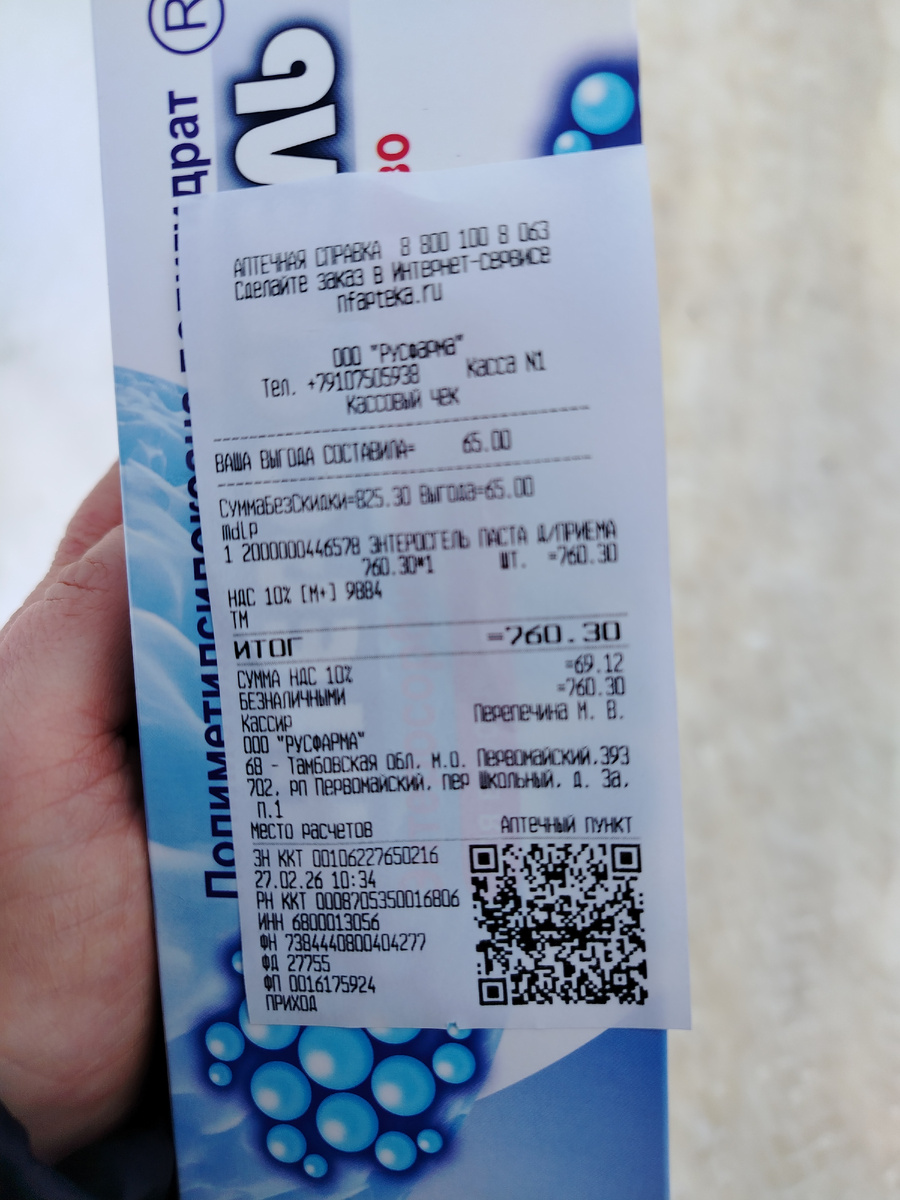 ®
ль
во
АПТЕЧНАЯ СПРАВКА 8 800 100 8 063
Сделайте заказ в ИНТЕРНЕТ-СЕРВИСЕ
nfapteka.ru
ООО "РУСФАРМА"
Тел. +79107505938 Касса N1
Кассовый чек
ВАША ВЫГОДА СОСТАВИЛА= 65.00
СуммаБезСкидки=825.30 Выгода=65.00
mdlp
1 2000000446578 ЭНТЕРОСГЕЛЬ ПАСТА Д/ПРИЕМА
760.30*1 ШТ. =760.30
НДС 10% [М+] 9884
ТМ
ИТОГ =760.30
СУММА НДС 10% =69.12
БЕЗНАЛИЧНЫМИ =760.30
Кассир Перепечина М. В.
ООО "РУСФАРМА"
68 - Тамбовская обл, м.о. Первомайский,393
702, рп Первомайский, пер Школьный, д. 3а,
п.1
Место расчетов Аптечный пункт
ЗН ККТ 00106227650216
27.02.26 10:34
РН ККТ 0008705350016806
ИНН 6800013056
ФН 7384440800404277
ФД 27755
ФП 0016175924
ПРИХОД